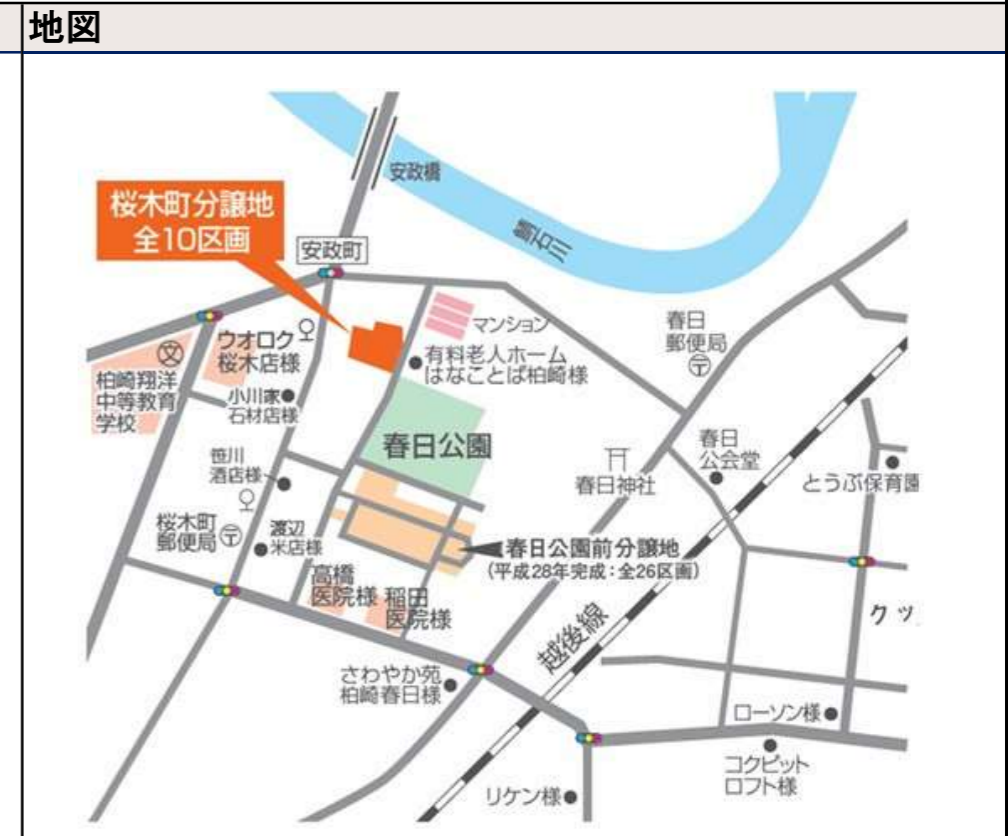 地図
安政橋
桜木町分譲地
全10区画
安政町
鯖石川
マンション
ウオロク
桜木店様
有料老人ホーム
はなことば柏崎様
春日
郵便局
柏崎翔洋
中等教育
学校
小川家
石材店様
春日公園
春日
公会堂
笹川
酒店様
春日神社
とうぶ保育園
桜木町
郵便局
渡辺
米店様
春日公園前分譲地
(平成28年完成:全26区画)
高橋
医院様
稲田
医院様
クッ
越後線
さわやか苑
柏崎春日様
ローソン様
コクピット
ロフト様
リケン様